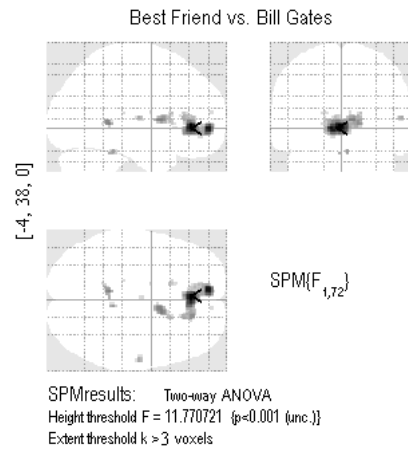 Best Friend vs. Bill Gates
[-4, 38, 0]
SPM{F1,72}
SPMresults: Two-way ANOVA
Height threshold F = 11.770721 {p<0.001 (unc.)}
Extent threshold k > 3 voxels